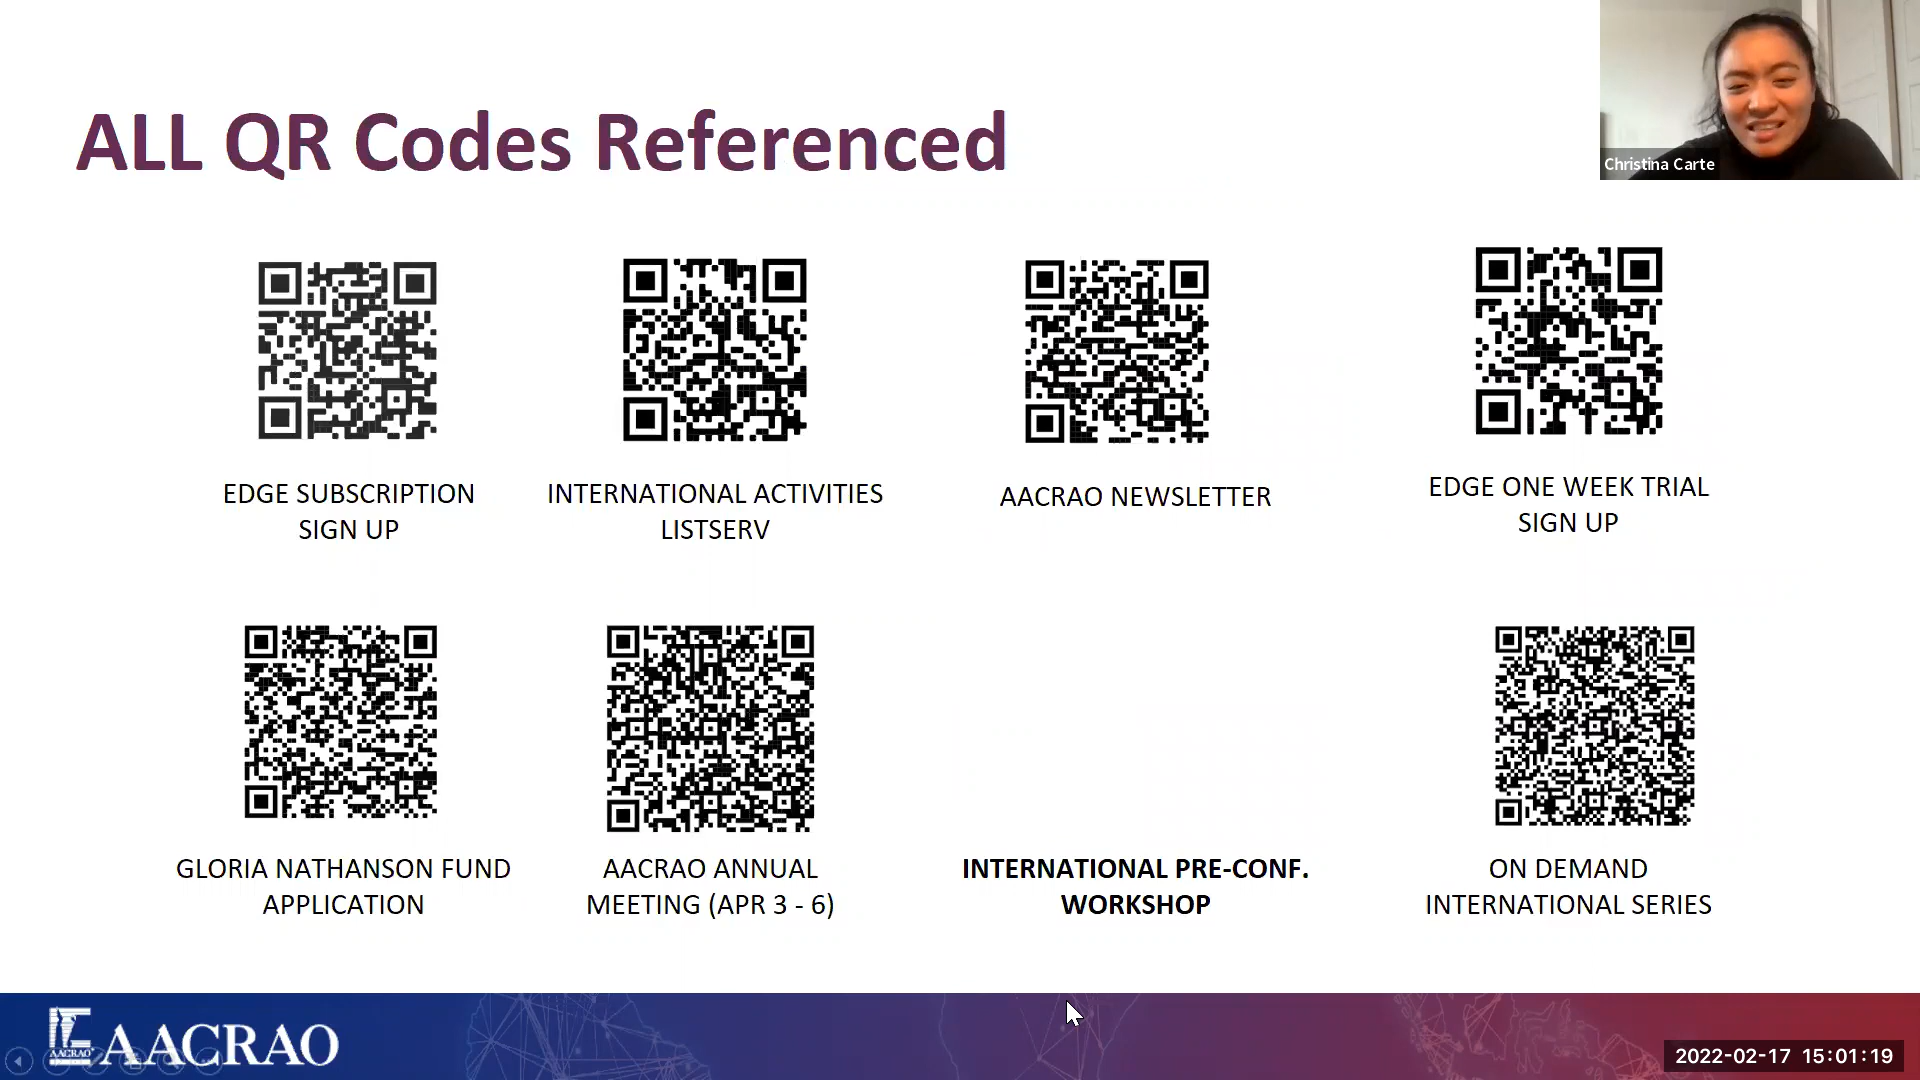 ALL QR Codes Referenced
Christina Carte
EDGE SUBSCRIPTION
SIGN UP
INTERNATIONAL ACTIVITIES
LISTSERV
AACRAO NEWSLETTER
EDGE ONE WEEK TRIAL
SIGN UP
GLORIA NATHANSON FUND
APPLICATION
AACRAO ANNUAL
MEETING (APR 3 - 6)
INTERNATIONAL PRE-CONF.
WORKSHOP
ON DEMAND
INTERNATIONAL SERIES
AACRAO
AACRAO
2022-02-17 15:01:19